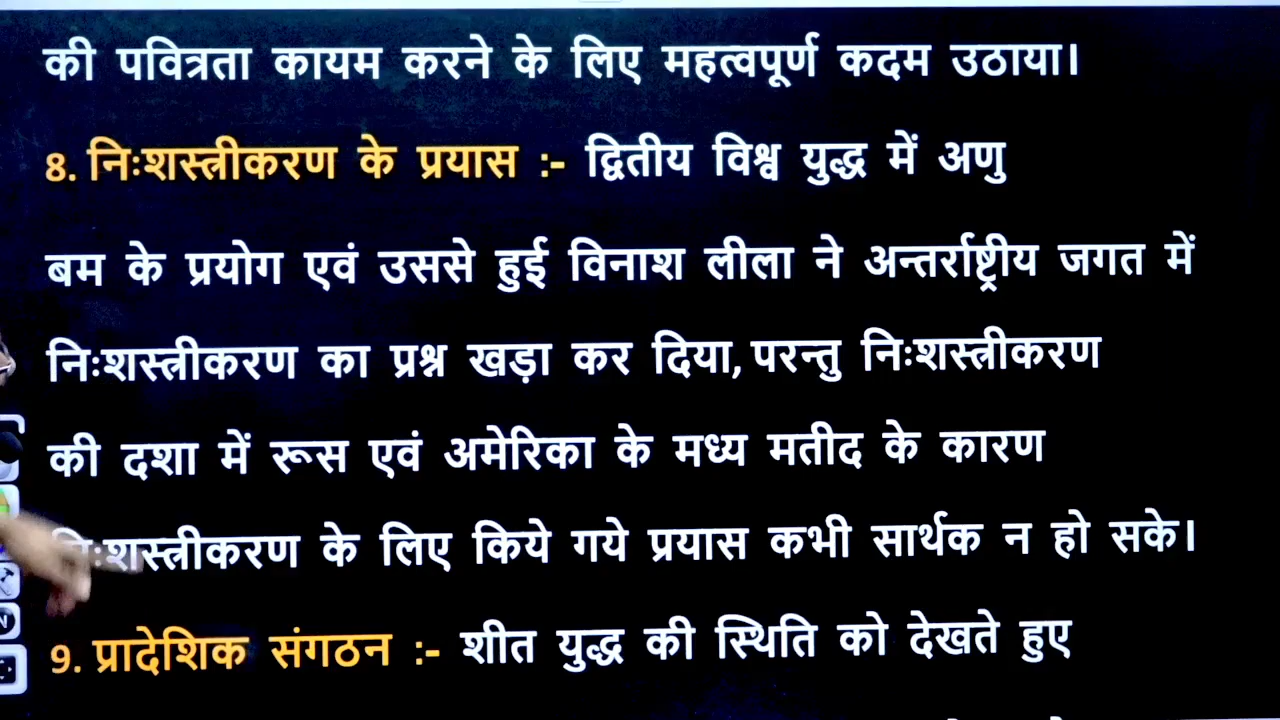 की पवित्रता कायम करने के लिए महत्वपूर्ण कदम उठाया।
8. निःशस्त्रीकरण के प्रयास :- द्वितीय विश्व युद्ध में अणु
बम के प्रयोग एवं उससे हुई विनाश लीला ने अन्तर्राष्ट्रीय जगत में
निःशस्त्रीकरण का प्रश्न खड़ा कर दिया, परन्तु निःशस्त्रीकरण
की दशा में रूस एवं अमेरिका के मध्य मतीद के कारण
निःशस्त्रीकरण के लिए किये गये प्रयास कभी सार्थक न हो सके।
9. प्रादेशिक संगठन :- शीत युद्ध की स्थिति को देखते हुए